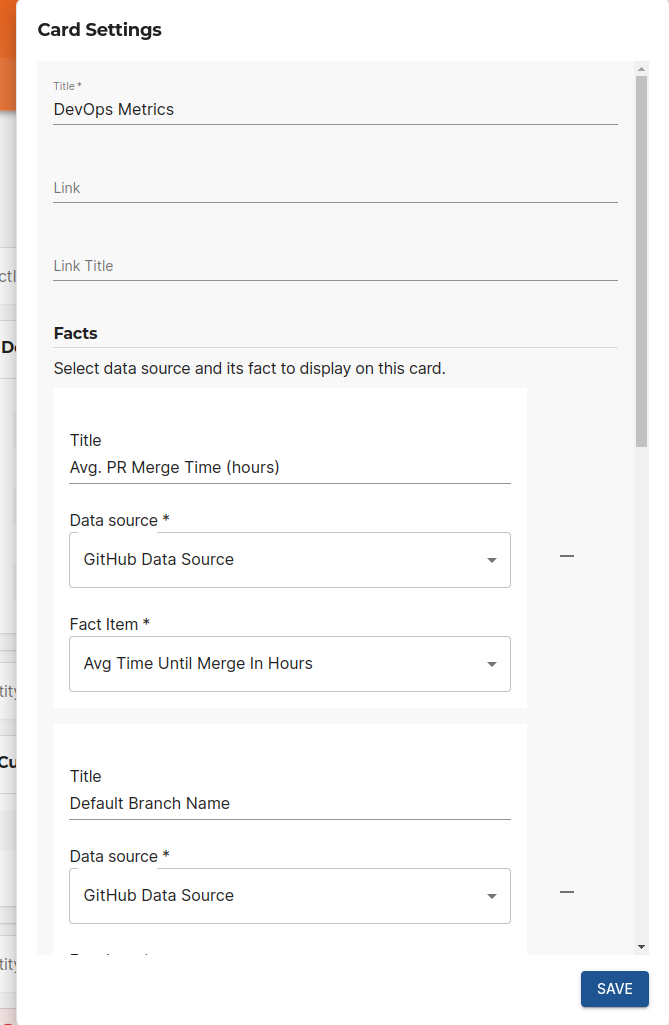 Card Settings
Title *
DevOps Metrics
Link
Link Title
Facts
Select data source and its fact to display on this card.
Title
Avg. PR Merge Time (hours)
Data source *
GitHub Data Source
Fact Item *
Avg Time Until Merge In Hours
Title
Default Branch Name
Data source *
GitHub Data Source
SAVE